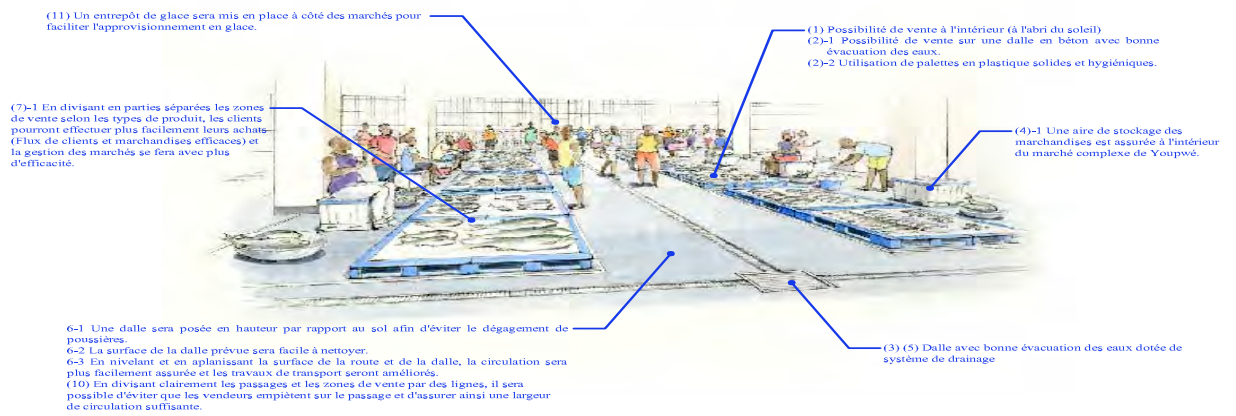 (11) Un entrepôt de glace sera mis en place à côté des marchés pour
faciliter l'approvisionnement en glace.
(1) Possibilité de vente à l'intérieur (à l'abri du soleil)
(2)-1 Possibilité de vente sur une dalle en béton avec bonne
évacuation des eaux.
(2)-2 Utilisation de palettes en plastique solides et hygiéniques.
(7)-1 En divisant en parties séparées les zones
de vente selon les types de produit, les clients
pourront effectuer plus facilement leurs achats
(Flux de clients et marchandises efficaces) et
la gestion des marchés se fera avec plus
d'efficacité.
(4)-1 Une aire de stockage des
marchandises est assurée à l'intérieur
du marché complexe de Youpwé.
6-1 Une dalle sera posée en hauteur par rapport au sol afin d'éviter le dégagement de
poussières.
6-2 La surface de la dalle prévue sera facile à nettoyer.
6-3 En nivelant et en aplanissant la surface de la route et de la dalle, la circulation sera
plus facilement assurée et les travaux de transport seront améliorés.
(10) En divisant clairement les passages et les zones de vente par des lignes, il sera
possible d'éviter que les vendeurs empiètent sur le passage et d'assurer ainsi une largeur
de circulation suffisante.
(3) (5) Dalle avec bonne évacuation des eaux dotée de
système de drainage